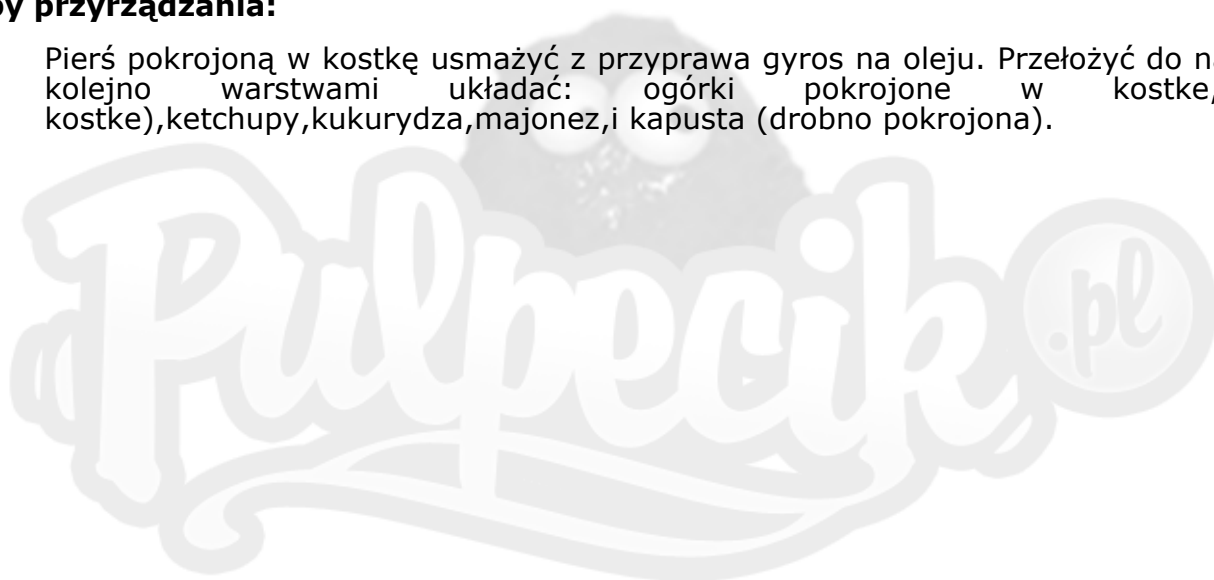 przyrządzania:
Pierś pokrojoną w kostkę usmażyć z przyprawa gyros na oleju. Przełożyć do
kolejno warstwami układać: ogórki pokrojone w kostke,
kostke),ketchupy,kukurydza,majonez,i kapusta (drobno pokrojona).
Pulpecik.pl